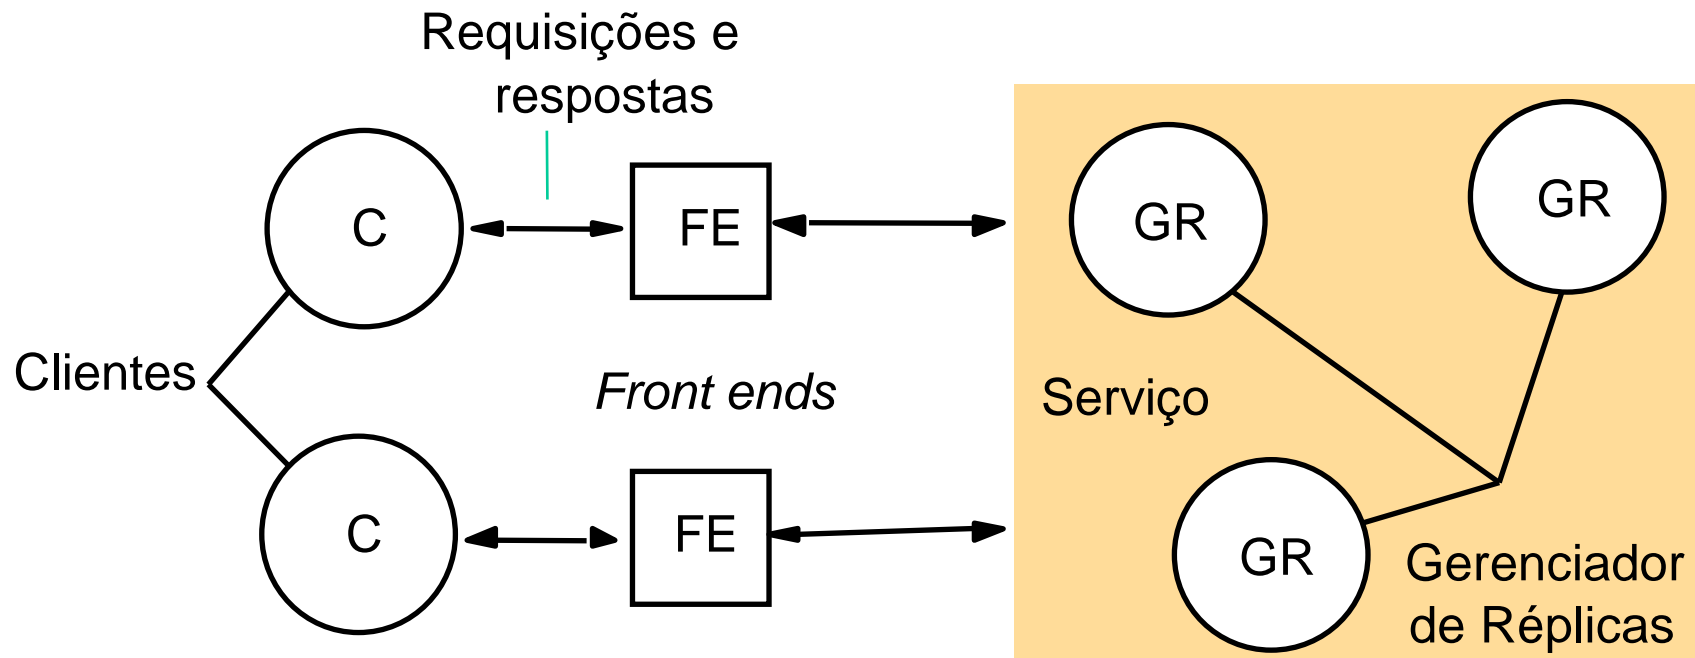 Requisições e
respostas
C
FE
GR
GR
Clientes
Front ends
Serviço
C
FE
GR
Gerenciador
de Réplicas